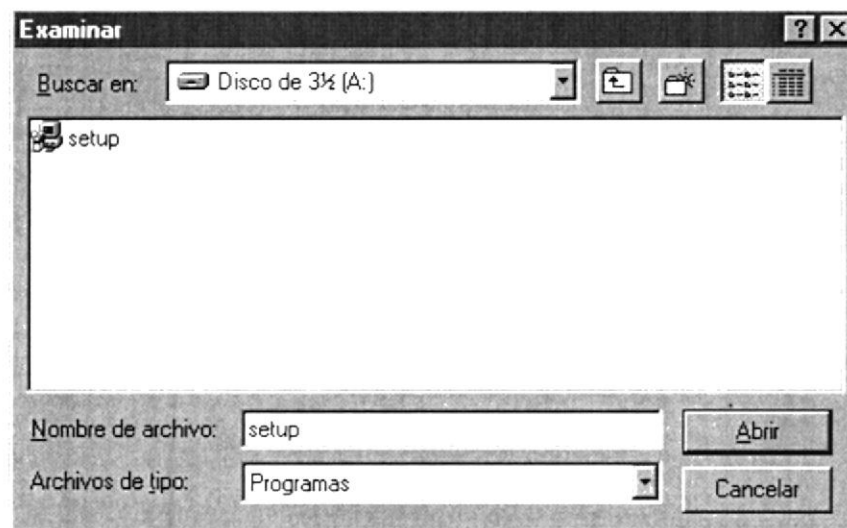 Examinar
Buscar en: Disco de 3½ (A:)
setup
Nombre de archivo: setup Abrir
Archivos de tipo: Programas Cancelar